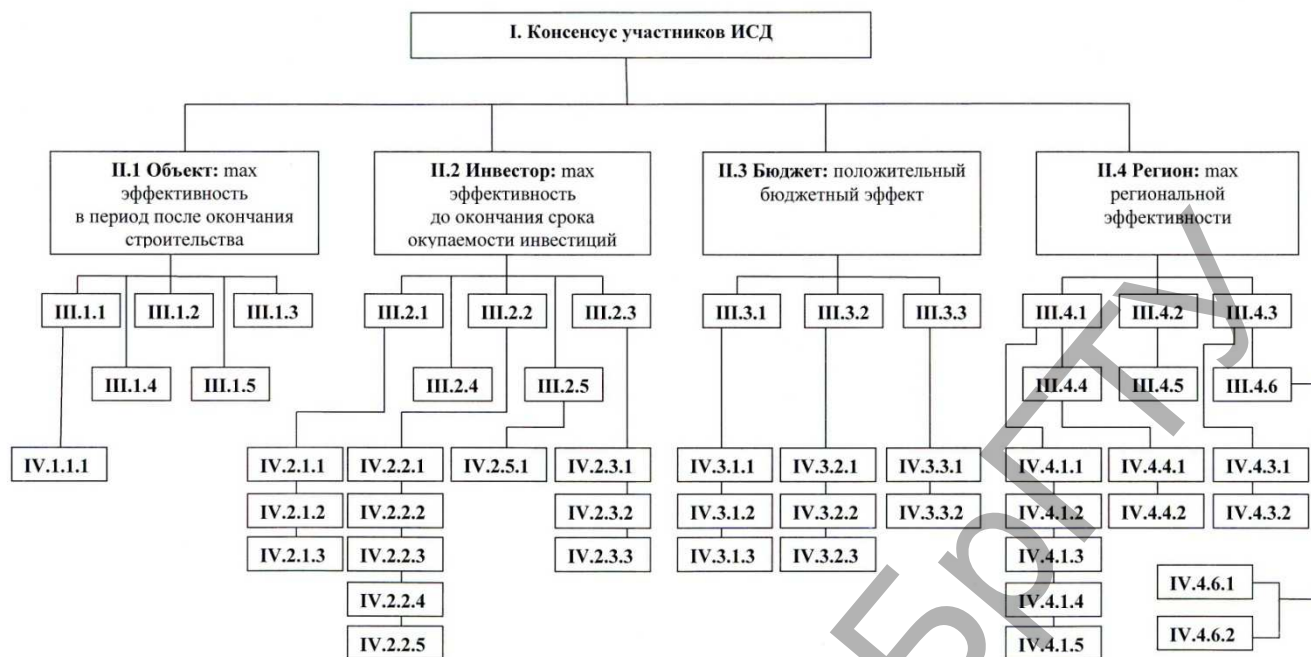 I. Консенсус участников ИСД
II.1 Объект: max
эффективность
в период после окончания
строительства
II.2 Инвестор: max
эффективность
до окончания срока
окупаемости инвестиций
II.3 Бюджет: положительный
бюджетный эффект
II.4 Регион: max
региональной
эффективности
III.1.1
III.1.2
III.1.3
III.2.1
III.2.2
III.2.3
III.3.1
III.3.2
III.3.3
III.4.1
III.4.2
III.4.3
III.1.4
III.1.5
III.2.4
III.2.5
III.4.4
III.4.5
III.4.6
IV.1.1.1
IV.2.1.1
IV.2.2.1
IV.2.5.1
IV.2.3.1
IV.3.1.1
IV.3.2.1
IV.3.3.1
IV.4.1.1
IV.4.4.1
IV.4.3.1
IV.2.1.2
IV.2.2.2
IV.2.3.2
IV.3.1.2
IV.3.2.2
IV.3.3.2
IV.4.1.2
IV.4.4.2
IV.4.3.2
IV.2.1.3
IV.2.2.3
IV.2.3.3
IV.3.1.3
IV.3.2.3
IV.4.1.3
IV.2.2.4
IV.4.1.4
IV.4.6.1
IV.2.2.5
IV.4.1.5
IV.4.6.2
БрГТУ